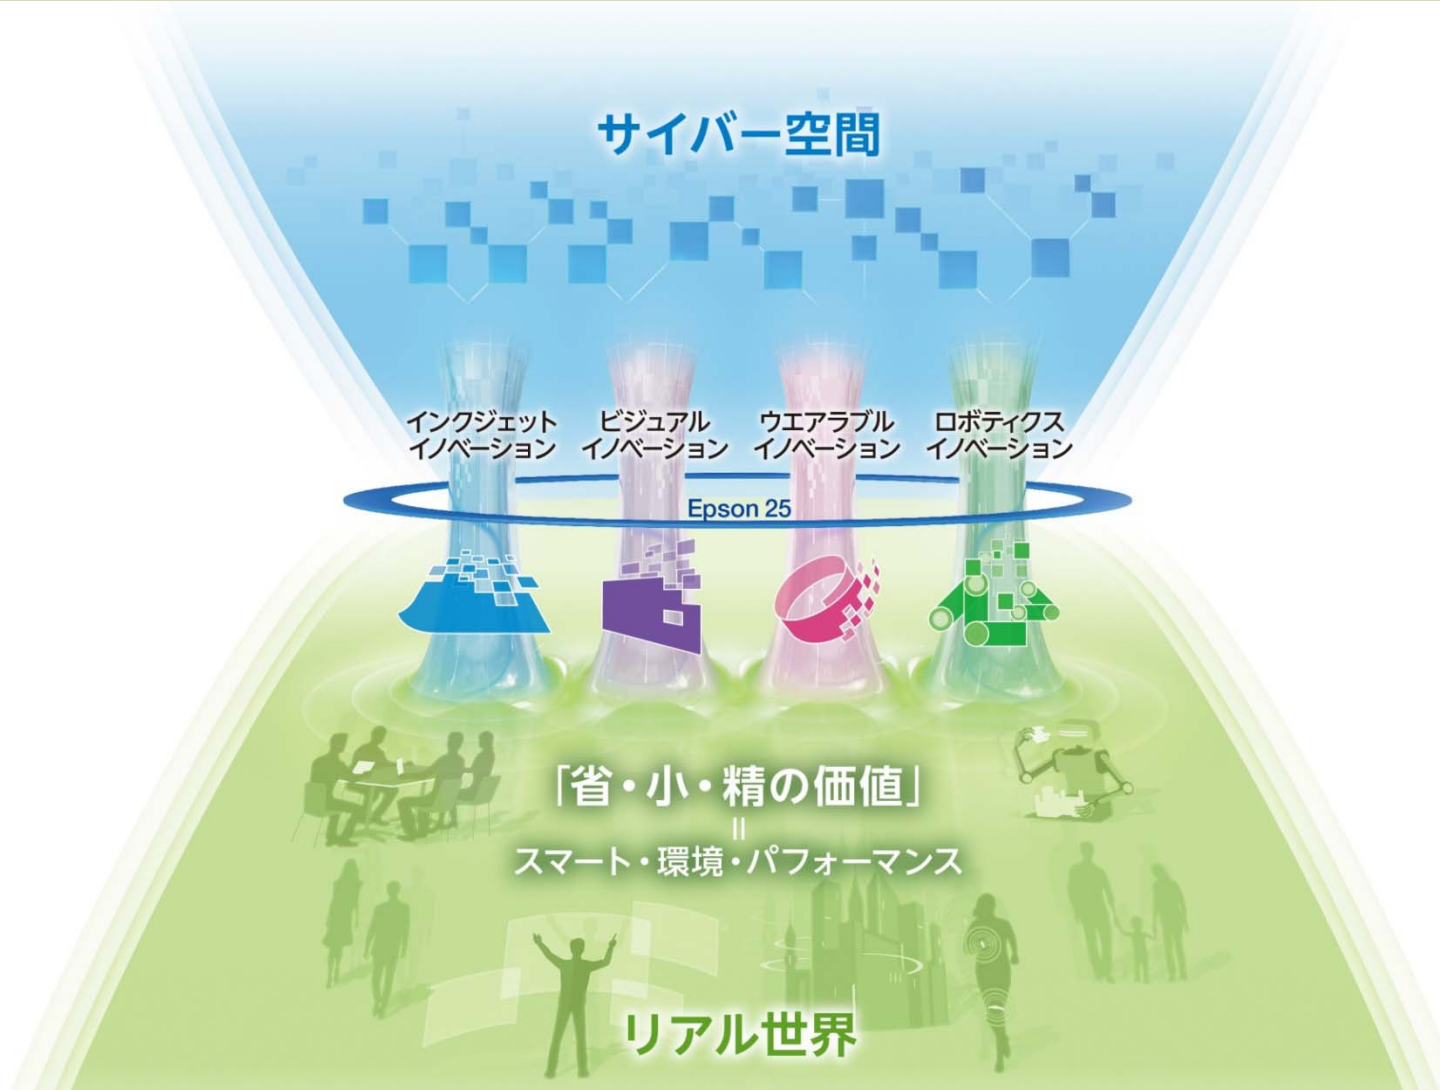 サイバー空間
インクジェット
イノベーション
ビジュアル
イノベーション
ウエアラブル
イノベーション
ロボティクス
イノベーション
Epson 25
「省・小・精の価値」
=
スマート・環境・パフォーマンス
リアル世界